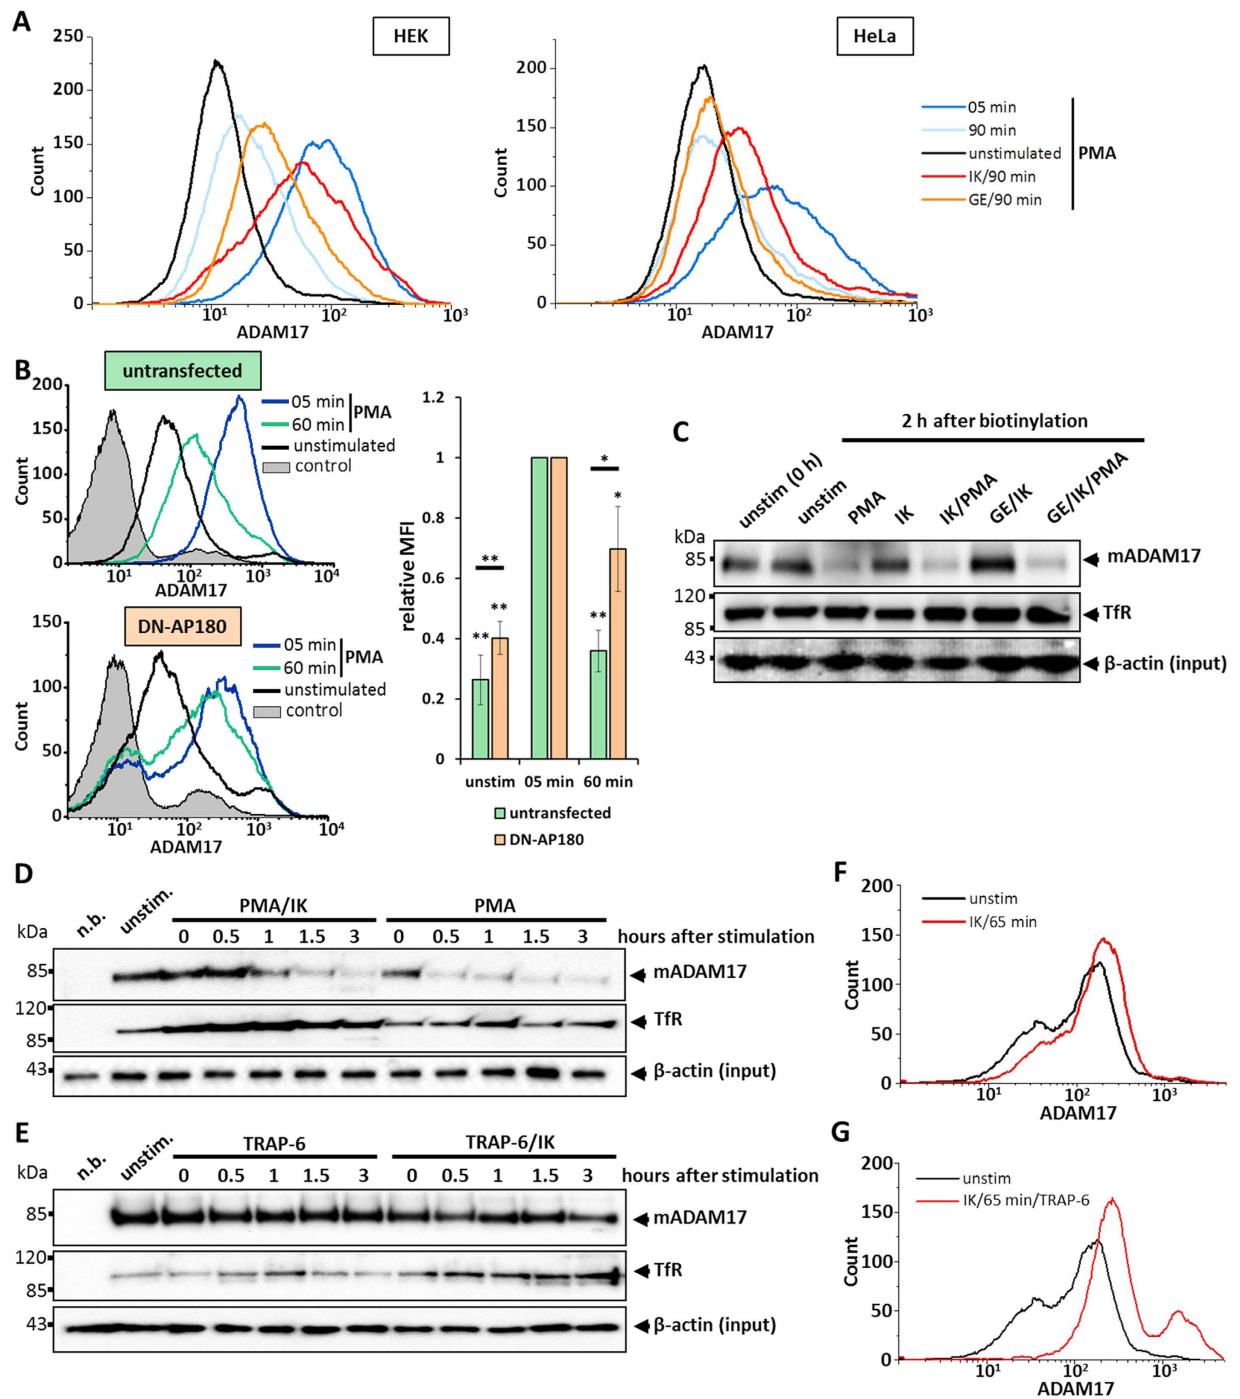 A
HEK
HeLa
250
200
150
100
50
0
Count
10¹ 10² 10³
ADAM17
200
150
100
50
0
Count
10¹ 10² 10³
ADAM17
05 min
90 min
unstimulated
IK/90 min
GE/90 min
PMA
B
untransfected
200
150
100
50
0
Count
05 min
60 min
PMA
unstimulated
control
10¹ 10² 10³ 10⁴
ADAM17
DN-AP180
150
100
50
0
Count
05 min
60 min
PMA
unstimulated
control
10¹ 10² 10³ 10⁴
ADAM17
1.2
1
0.8
0.6
0.4
0.2
0
relative MFI
**
**
**
*
*
**
unstim 05 min 60 min
untransfected
DN-AP180
C
2 h after biotinylation
unstim (0 h) unstim PMA IK IK/PMA GE/IK GE/IK/PMA
kDa
85 mADAM17
120
TfR
85
43 β-actin (input)
D
n.b. unstim. PMA/IK PMA
kDa 0 0.5 1 1.5 3 0 0.5 1 1.5 3 hours after stimulation
85 mADAM17
120
TfR
85
43 β-actin (input)
E
n.b. unstim. TRAP-6 TRAP-6/IK
kDa 0 0.5 1 1.5 3 0 0.5 1 1.5 3 hours after stimulation
85 mADAM17
120
TfR
85
43 β-actin (input)
F
200
150
100
50
0
Count
unstim
IK/65 min
10¹ 10² 10³
ADAM17
G
200
150
100
50
0
Count
unstim
IK/65 min/TRAP-6
10¹ 10² 10³
ADAM17